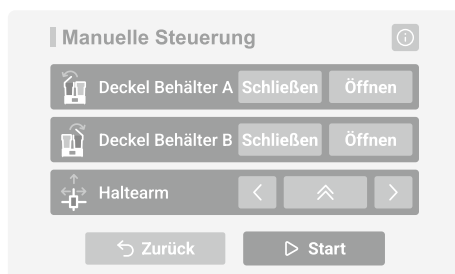 Manuelle Steuerung
Deckel Behälter A Schließen Öffnen
Deckel Behälter B Schließen Öffnen
Haltearm
Zurück Start